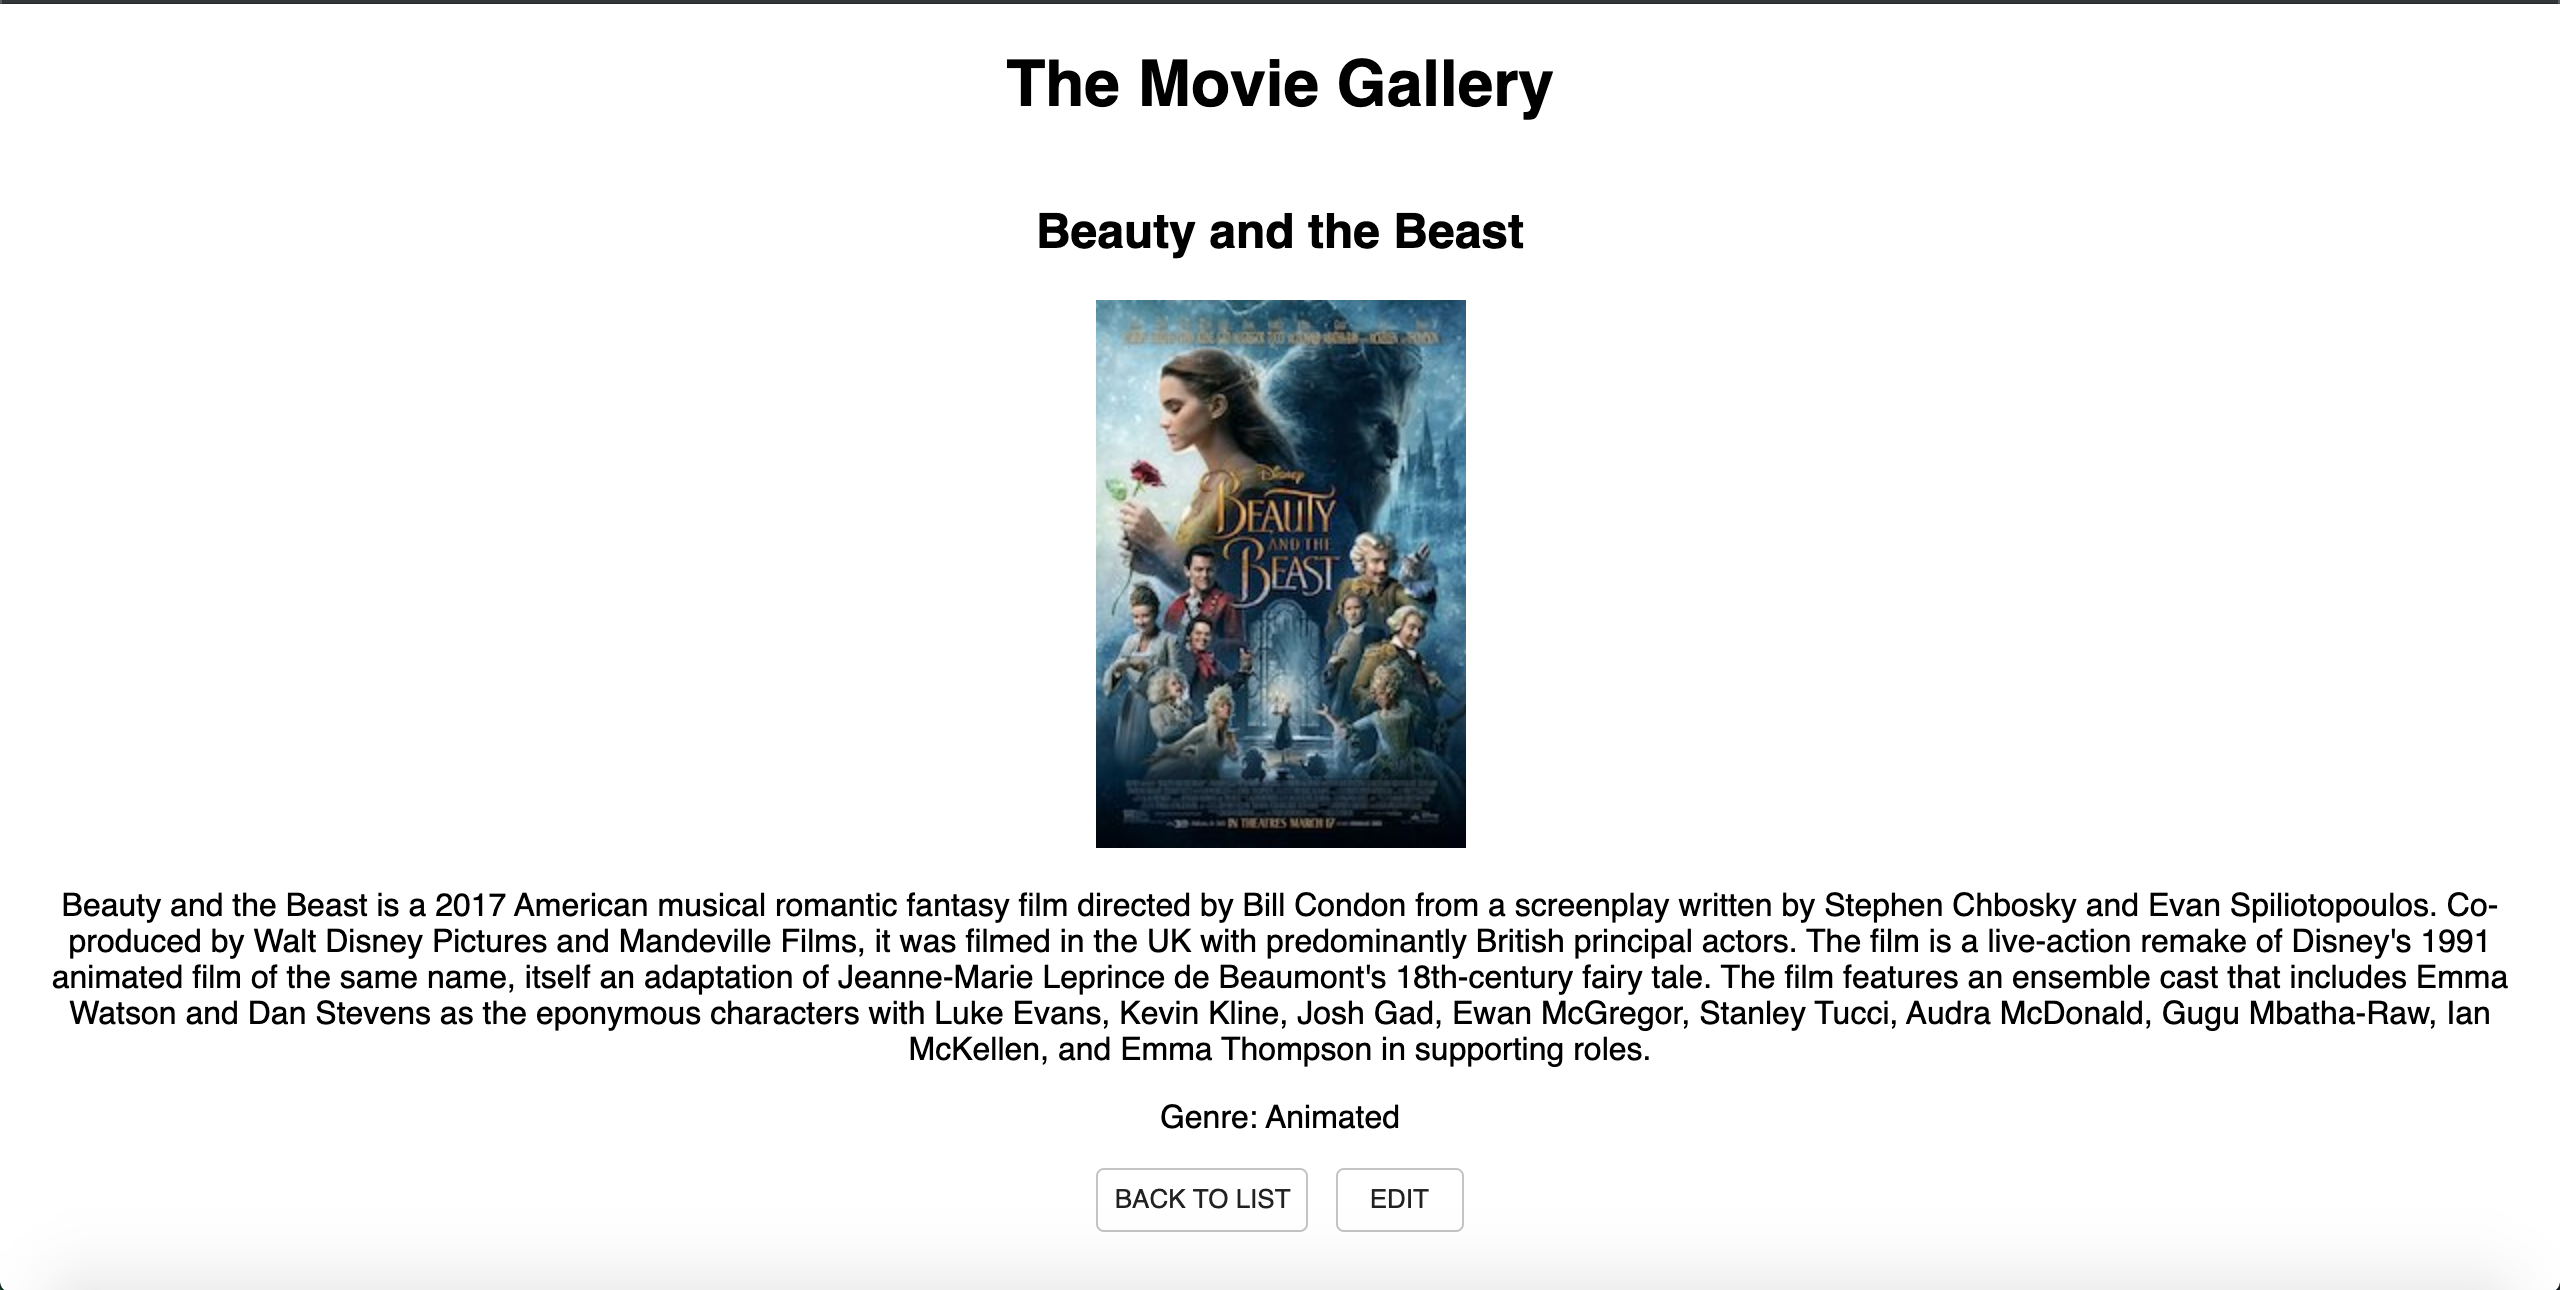 The Movie Gallery
Beauty and the Beast
Disney
BEAUTY
AND THE
BEAST
IN THEATRES MARCH 17
Beauty and the Beast is a 2017 American musical romantic fantasy film directed by Bill Condon from a screenplay written by Stephen Chbosky and Evan Spiliotopoulos. Co-
produced by Walt Disney Pictures and Mandeville Films, it was filmed in the UK with predominantly British principal actors. The film is a live-action remake of Disney's 1991
animated film of the same name, itself an adaptation of Jeanne-Marie Leprince de Beaumont's 18th-century fairy tale. The film features an ensemble cast that includes Emma
Watson and Dan Stevens as the eponymous characters with Luke Evans, Kevin Kline, Josh Gad, Ewan McGregor, Stanley Tucci, Audra McDonald, Gugu Mbatha-Raw, Ian
McKellen, and Emma Thompson in supporting roles.
Genre: Animated
BACK TO LIST
EDIT